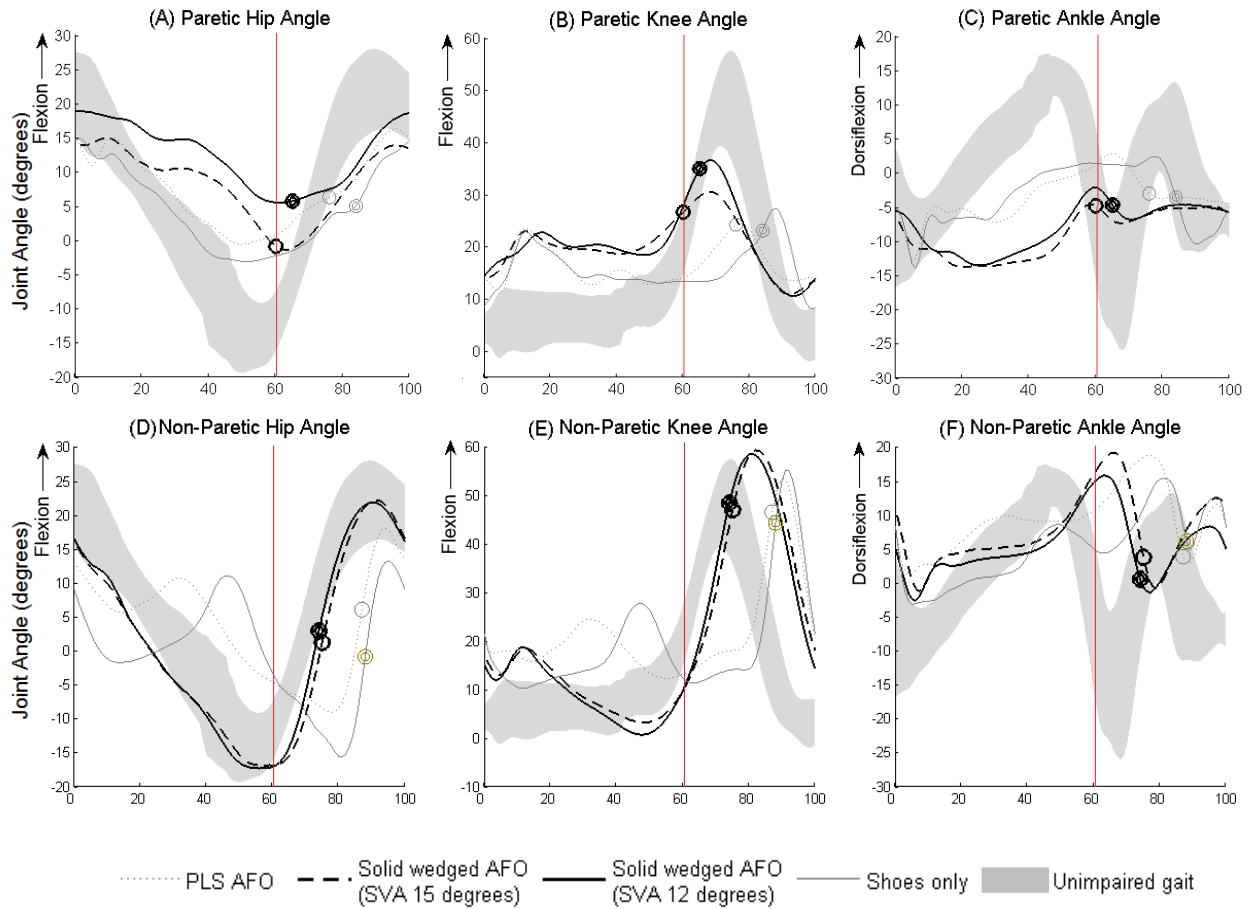 (A) Paretic Hip Angle
(B) Paretic Knee Angle
(C) Paretic Ankle Angle
Joint Angle (degrees)
Flexion
30
25
20
15
10
5
0
-5
-10
-15
-20
0 20 40 60 80 100
Flexion
60
50
40
30
20
10
0
0 20 40 60 80 100
Dorsiflexion
20
15
10
5
0
-5
-10
-15
-20
-25
-30
0 20 40 60 80 100
(D) Non-Paretic Hip Angle
(E) Non-Paretic Knee Angle
(F) Non-Paretic Ankle Angle
Joint Angle (degrees)
Flexion
30
25
20
15
10
5
0
-5
-10
-15
-20
0 20 40 60 80 100
Flexion
60
50
40
30
20
10
0
-10
0 20 40 60 80 100
Dorsiflexion
20
15
10
5
0
-5
-10
-15
-20
-25
-30
0 20 40 60 80 100
PLS AFO
Solid wedged AFO
(SVA 15 degrees)
Solid wedged AFO
(SVA 12 degrees)
Shoes only
Unimpaired gait